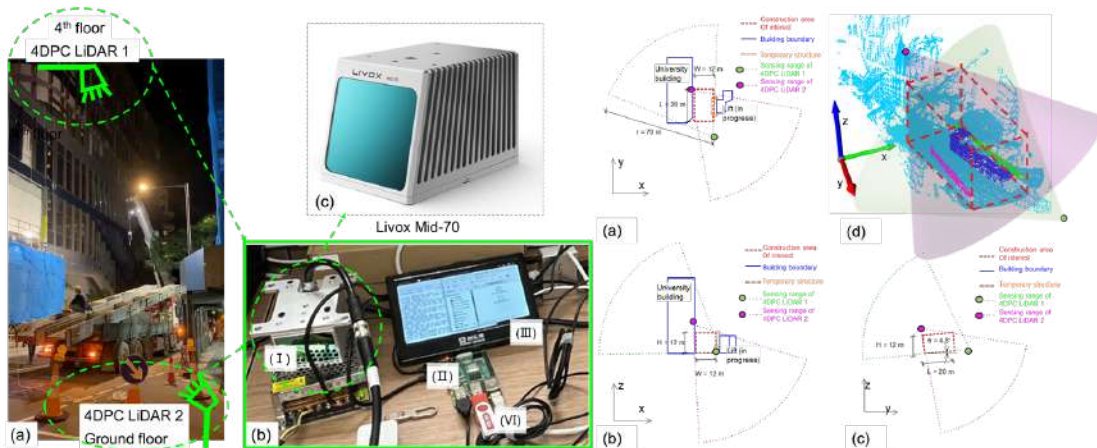 4th floor
4DPC LiDAR 1
4DPC LiDAR 2
Ground floor
(a)
LIVOX
(c)
Livox Mid-70
(I)
(II)
(III)
(VI)
(b)
Construction area
Of interest
Building boundary
Temporary structure
Sensing range of
4DPC LiDAR 1
Sensing range of
4DPC LiDAR 2
University
building
W = 12 m
L = 20 m
Lift (in
progress)
r = 70 m
y
x
(a)
Construction area
Of interest
Building boundary
Temporary structure
Sensing range of
4DPC LiDAR 1
Sensing range of
4DPC LiDAR 2
University
building
H = 12 m
Lift (in
progress)
W = 12 m
z
x
(b)
z
x
y
(d)
Construction area
Of interest
Building boundary
Temporary structure
Sensing range of
4DPC LiDAR 1
Sensing range of
4DPC LiDAR 2
H = 12 m
L = 20 m
z
y
(c)